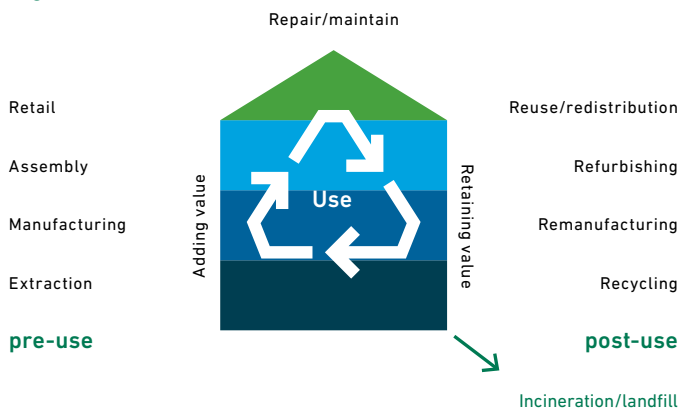 Repair/maintain
Retail
Reuse/redistribution
Assembly
Refurbishing
Adding value
Use
Retaining value
Manufacturing
Remanufacturing
Extraction
Recycling
pre-use
post-use
Incineration/landfill